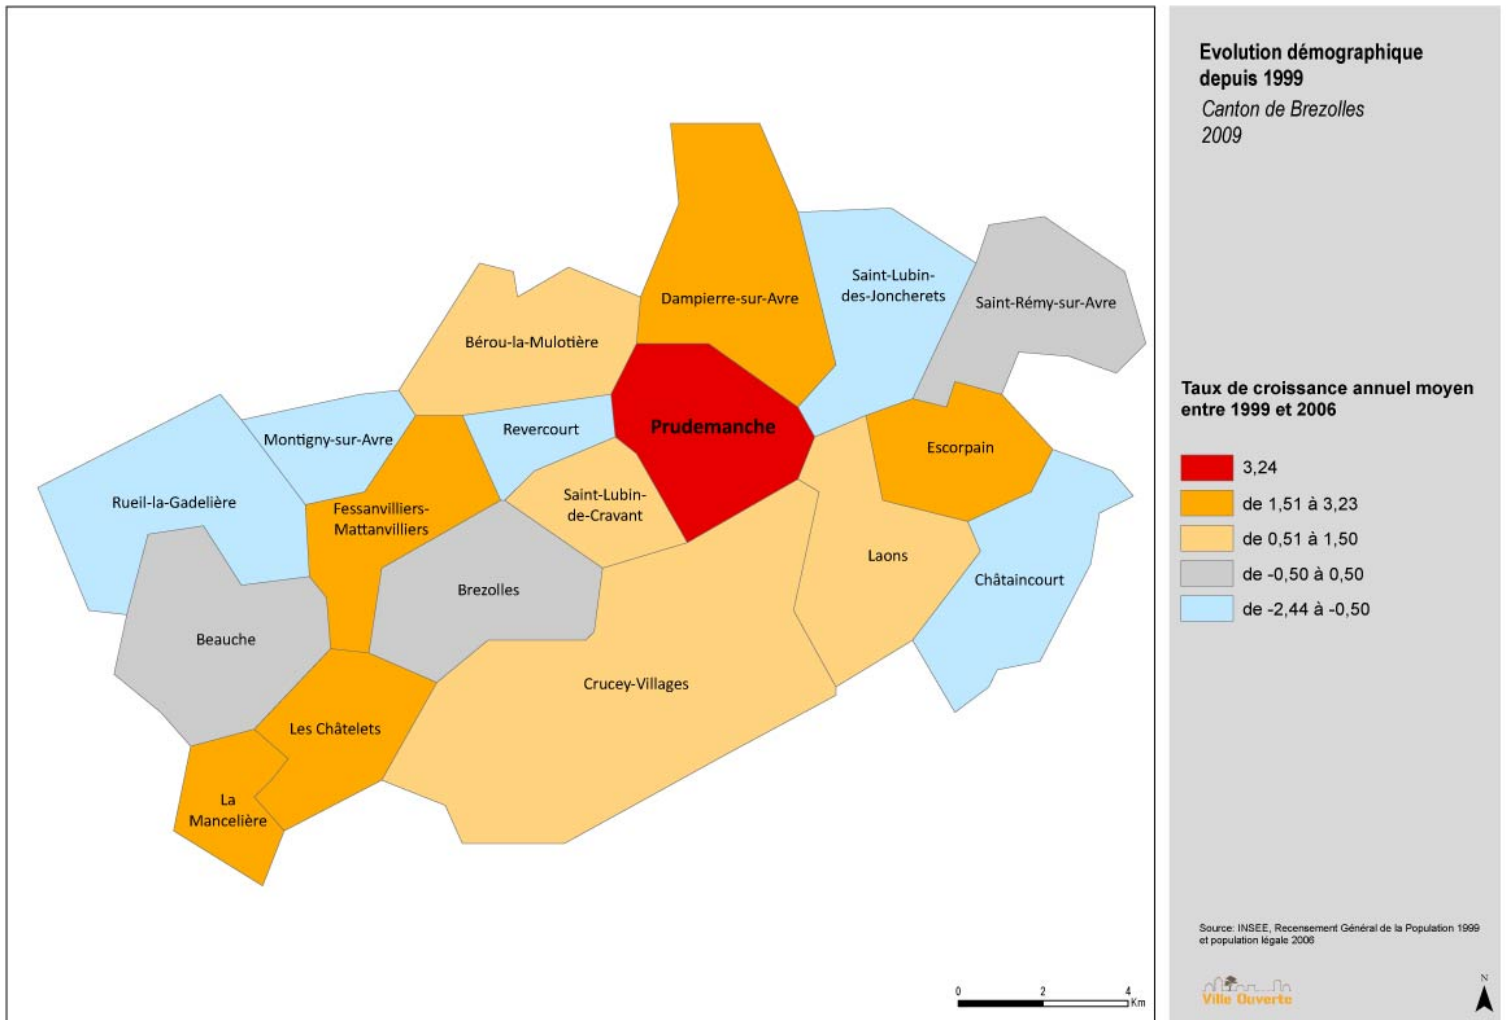 Evolution démographique
depuis 1999
Canton de Brezolles
2009
Dampierre-sur-Avre
Saint-Lubin-
des-Joncherets
Saint-Rémy-sur-Avre
Bérou-la-Mulotière
Prudemanche
Montigny-sur-Avre
Revercourt
Escorpain
Rueil-la-Gadelière
Fessanvilliers-
Mattanvilliers
Saint-Lubin-
de-Cravant
Laons
Châtaincourt
Brezolles
Beauche
Crucey-Villages
Les Châtelets
La
Mancelière
Taux de croissance annuel moyen
entre 1999 et 2006
3,24
de 1,51 à 3,23
de 0,51 à 1,50
de -0,50 à 0,50
de -2,44 à -0,50
Source: INSEE, Recensement Général de la Population 1999
et population légale 2006
Ville Ouverte
N
0 2 4
Km